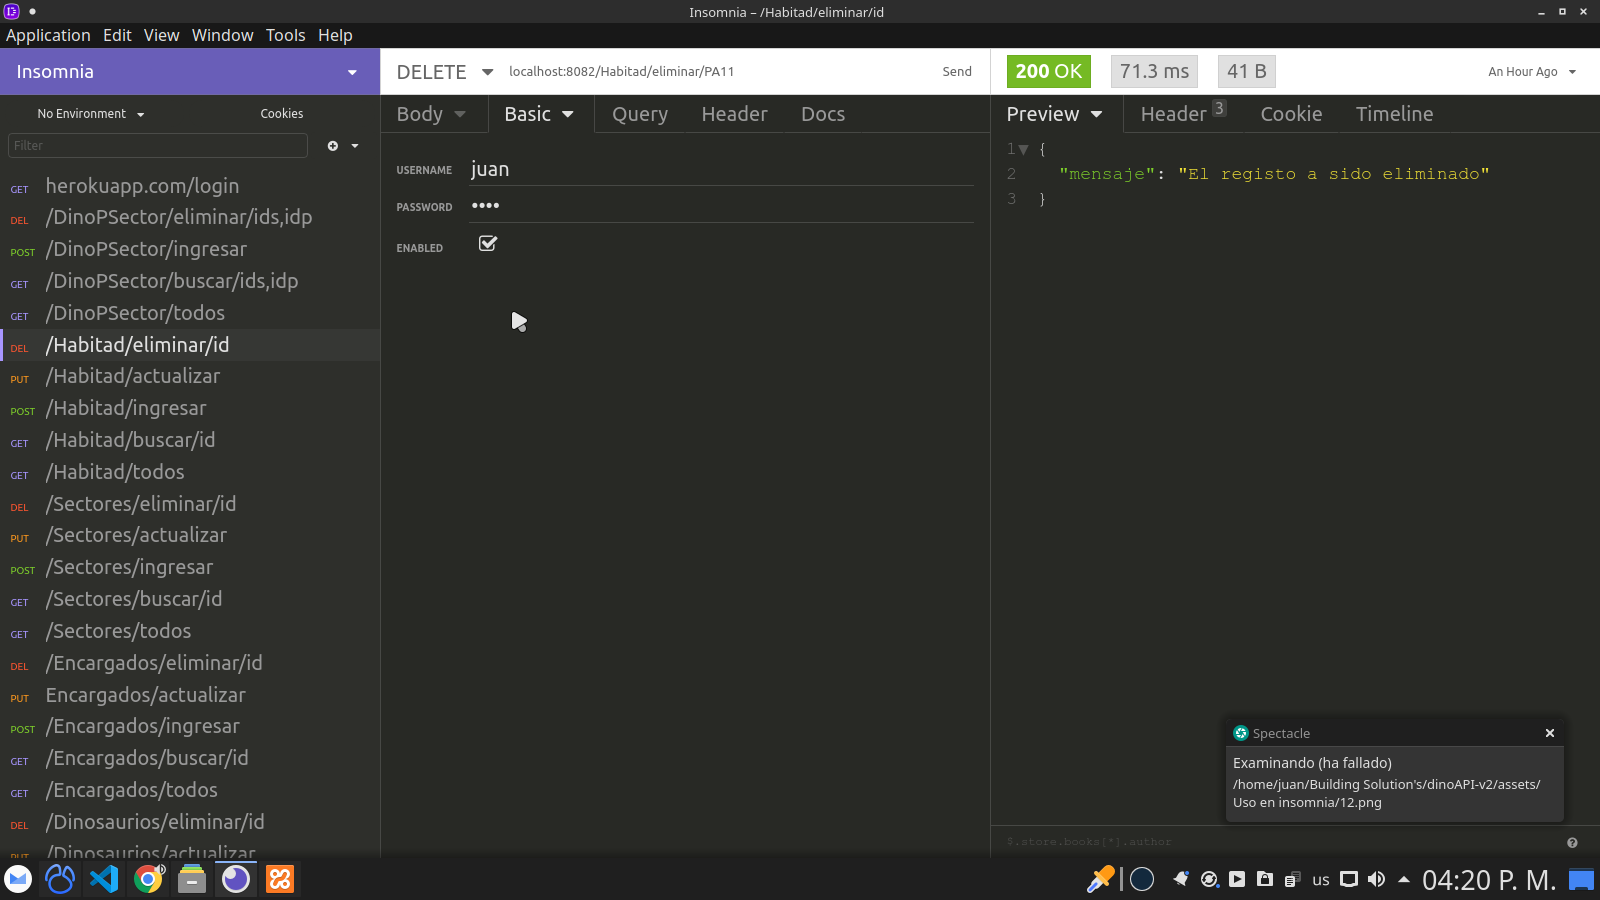 Insomnia – /Habitad/eliminar/id
Application Edit View Window Tools Help
Insomnia
DELETE localhost:8082/Habitad/eliminar/PA11 Send
200 OK 71.3 ms 41 B An Hour Ago
No Environment Cookies
Body Basic Query Header Docs
Preview Header 3 Cookie Timeline
Filter
GET herokuapp.com/login
DEL /DinoPSector/eliminar/ids,idp
POST /DinoPSector/ingresar
GET /DinoPSector/buscar/ids,idp
GET /DinoPSector/todos
DEL /Habitad/eliminar/id
PUT /Habitad/actualizar
POST /Habitad/ingresar
GET /Habitad/buscar/id
GET /Habitad/todos
DEL /Sectores/eliminar/id
PUT /Sectores/actualizar
POST /Sectores/ingresar
GET /Sectores/buscar/id
GET /Sectores/todos
DEL /Encargados/eliminar/id
PUT Encargados/actualizar
POST /Encargados/ingresar
GET /Encargados/buscar/id
GET /Encargados/todos
DEL /Dinosaurios/eliminar/id
PUT /Dinosaurios/actualizar
USERNAME juan
PASSWORD ••••
ENABLED
1 {
2 "mensaje": "El registo a sido eliminado"
3 }
Spectacle
Examinando (ha fallado)
/home/juan/Building Solution's/dinoAPI-v2/assets/
Uso en insomnia/12.png
$.store.books[*].author
us 04:20 P. M.